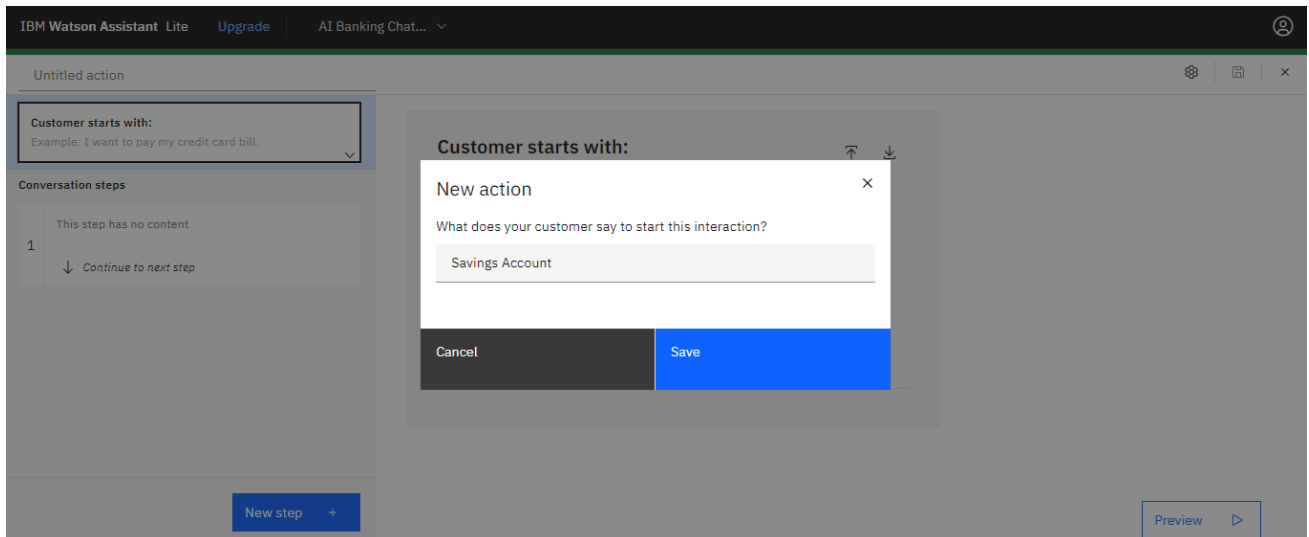 IBM Watson Assistant Lite Upgrade AI Banking Chat...
Untitled action
Customer starts with:
Example: I want to pay my credit card bill.
Conversation steps
1
This step has no content
Continue to next step
New step +
Customer starts with:
New action
What does your customer say to start this interaction?
Savings Account
Cancel
Save
Preview